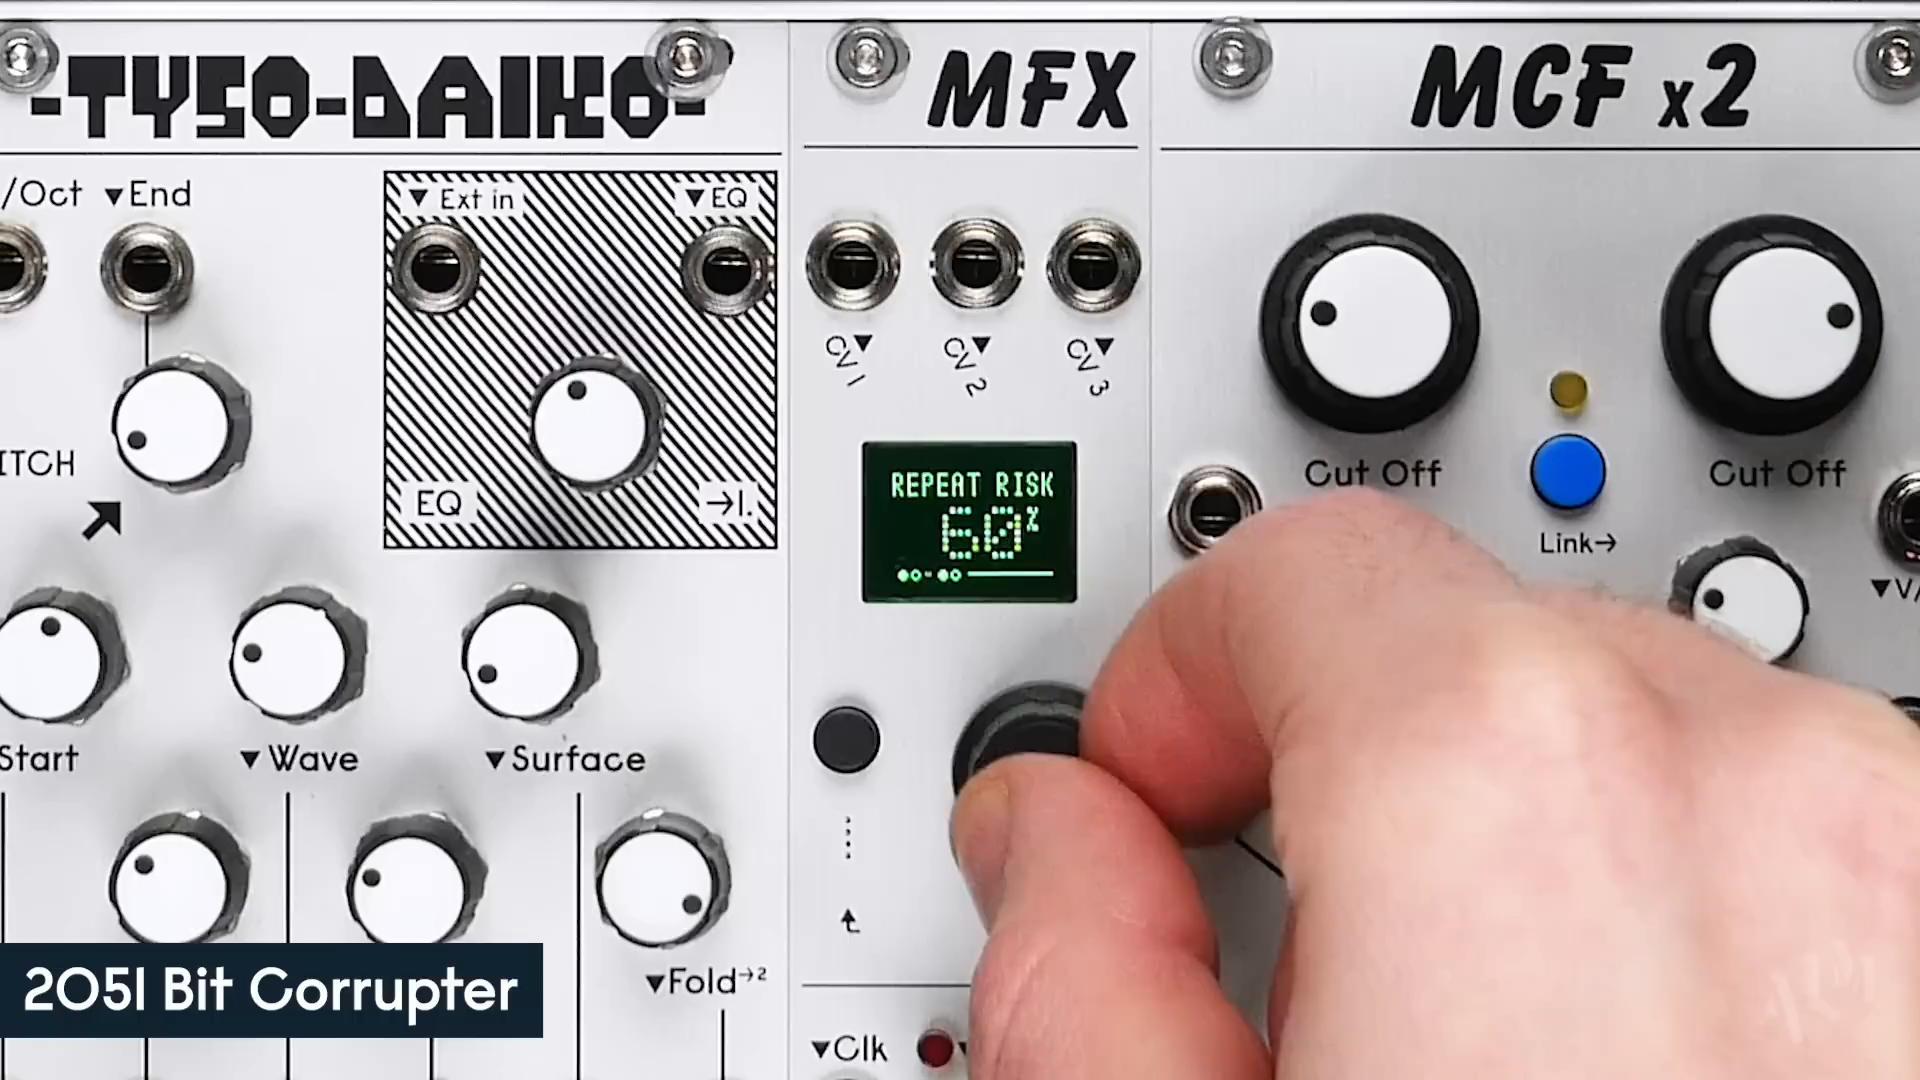 -TYSO-DAIKO-
MFX
MCF x2
/Oct ▼End
▼ Ext in
▼EQ
CV 1
CV 2
CV 3
ITCH
EQ
→I.
REPEAT RISK
60%
Cut Off
Cut Off
Link→
▼V/
Start
▼ Wave
▼ Surface
▼Fold→2
2051 Bit Corrupter
▼Clk